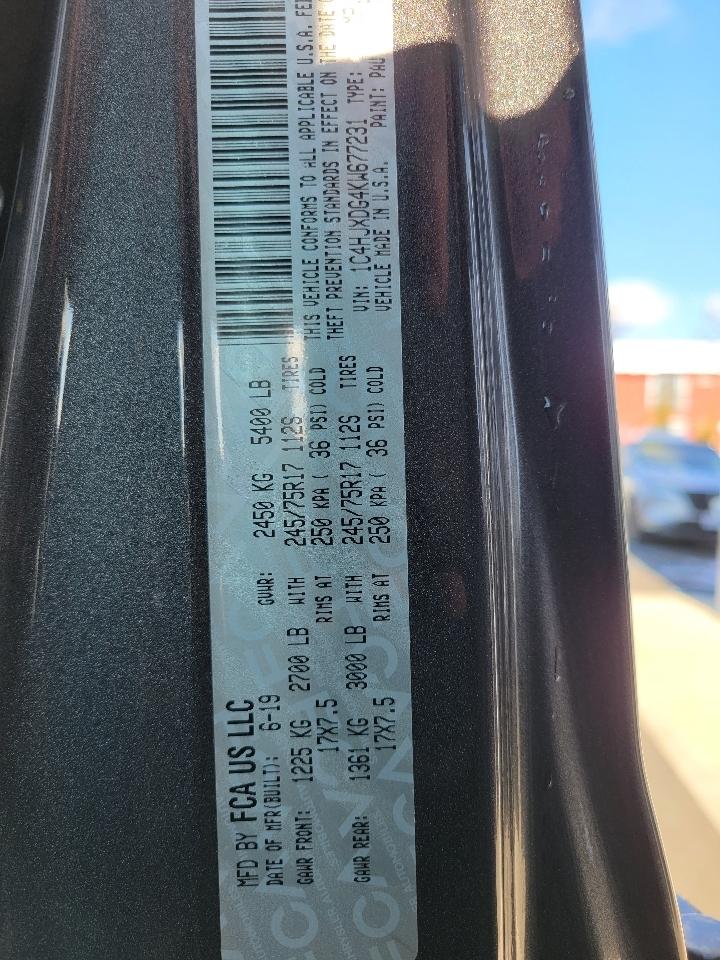 MFD BY FCA US LLC
DATE OF MFR(BUILT): 6-19 GVWR: 2450 KG 5400 LB
GAWR FRONT: 1225 KG 2700 LB WITH 245/75R17 112S TIRES
17X7.5 RIMS AT 250 KPA ( 36 PSI) COLD
GAWR REAR: 1361 KG 3000 LB WITH 245/75R17 112S TIRES
17X7.5 RIMS AT 250 KPA ( 36 PSI) COLD
THIS VEHICLE CONFORMS TO ALL APPLICABLE U.S.A.
THEFT PREVENTION STANDARDS IN EFFECT ON THE DATE
VIN: 1C4HJXDG4KW677231 TYPE:
VEHICLE MADE IN U.S.A. PAINT: PAU